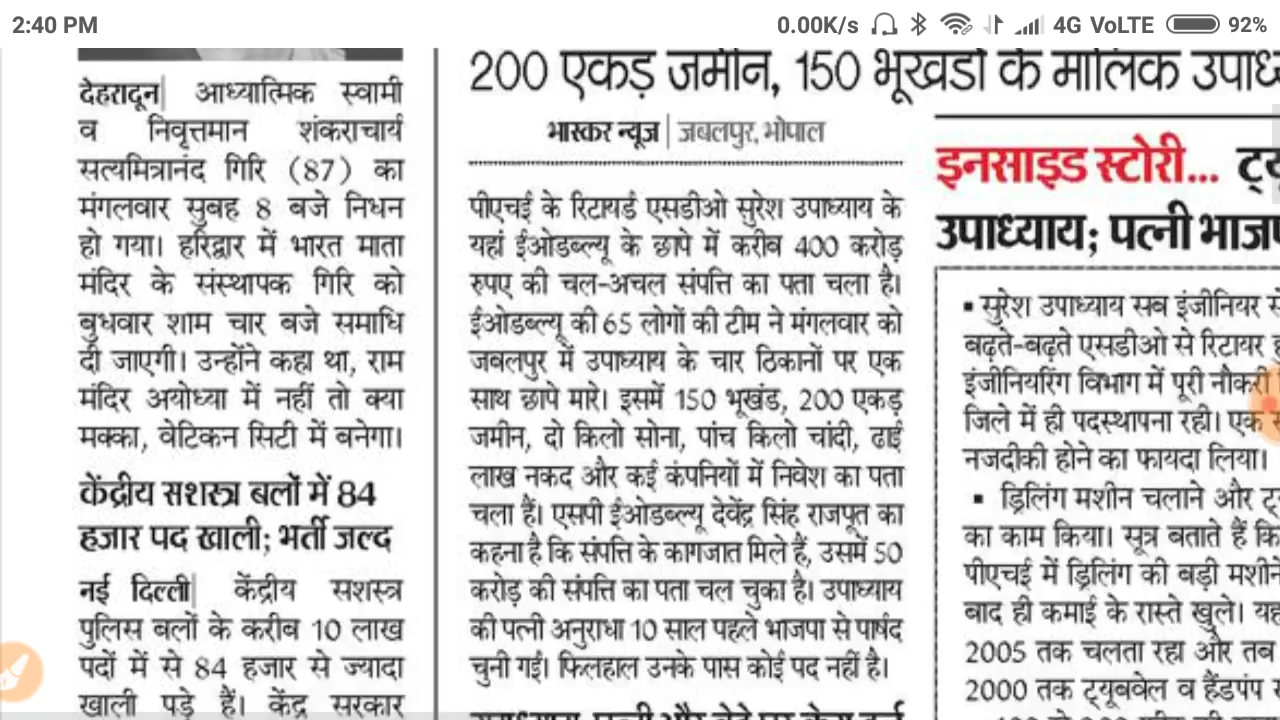 2:40 PM
0.00K/s 4G VoLTE 92%
देहरादून| आध्यात्मिक स्वामी
व निवृत्तमान शंकराचार्य
सत्यमित्रानंद गिरि (87) का
मंगलवार सुबह 8 बजे निधन
हो गया। हरिद्वार में भारत माता
मंदिर के संस्थापक गिरि को
बुधवार शाम चार बजे समाधि
दी जाएगी। उन्होंने कहा था, राम
मंदिर अयोध्या में नहीं तो क्या
मक्का, वेटिकन सिटी में बनेगा।
केंद्रीय सशस्त्र बलों में 84
हजार पद खाली; भर्ती जल्द
नई दिल्ली| केंद्रीय सशस्त्र
पुलिस बलों के करीब 10 लाख
पदों में से 84 हजार से ज्यादा
खाली पड़े हैं। केंद्र सरकार
200 एकड़ जमीन, 150 भूखंडों के मालिक
भास्कर न्यूज | जबलपुर, भोपाल
पीएचई के रिटायर्ड एसडीओ सुरेश उपाध्याय के
यहां ईओडब्ल्यू के छापे में करीब 400 करोड़
रुपए की चल-अचल संपत्ति का पता चला है।
ईओडब्ल्यू की 65 लोगों की टीम ने मंगलवार को
जबलपुर में उपाध्याय के चार ठिकानों पर एक
साथ छापे मारे। इसमें 150 भूखंड, 200 एकड़
जमीन, दो किलो सोना, पांच किलो चांदी, ढाई
लाख नकद और कई कंपनियों में निवेश का पता
चला हैं। एसपी ईओडब्ल्यू देवेंद्र सिंह राजपूत का
कहना है कि संपत्ति के कागजात मिले हैं, उसमें 50
करोड़ की संपत्ति का पता चल चुका है। उपाध्याय
की पत्नी अनुराधा 10 साल पहले भाजपा से पार्षद
चुनी गईं। फिलहाल उनके पास कोई पद नहीं है।
इनसाइड स्टोरी...
उपाध्याय; पत्नी
▪ सुरेश उपाध्याय सब इंजीनियर
बढ़ते-बढ़ते एसडीओ से रिटायर
इंजीनियरिंग विभाग में पूरी नौकरी
जिले में ही पदस्थापना रही। एक
नजदीकी होने का फायदा लिया।
▪ ड्रिलिंग मशीन चलाने और
का काम किया। सूत्र बताते हैं कि
पीएचई में ड्रिलिंग की बड़ी
बाद ही कमाई के रास्ते खुले।
2005 तक चलता रहा और तब
2000 तक ट्यूबवेल व हैंडपंप